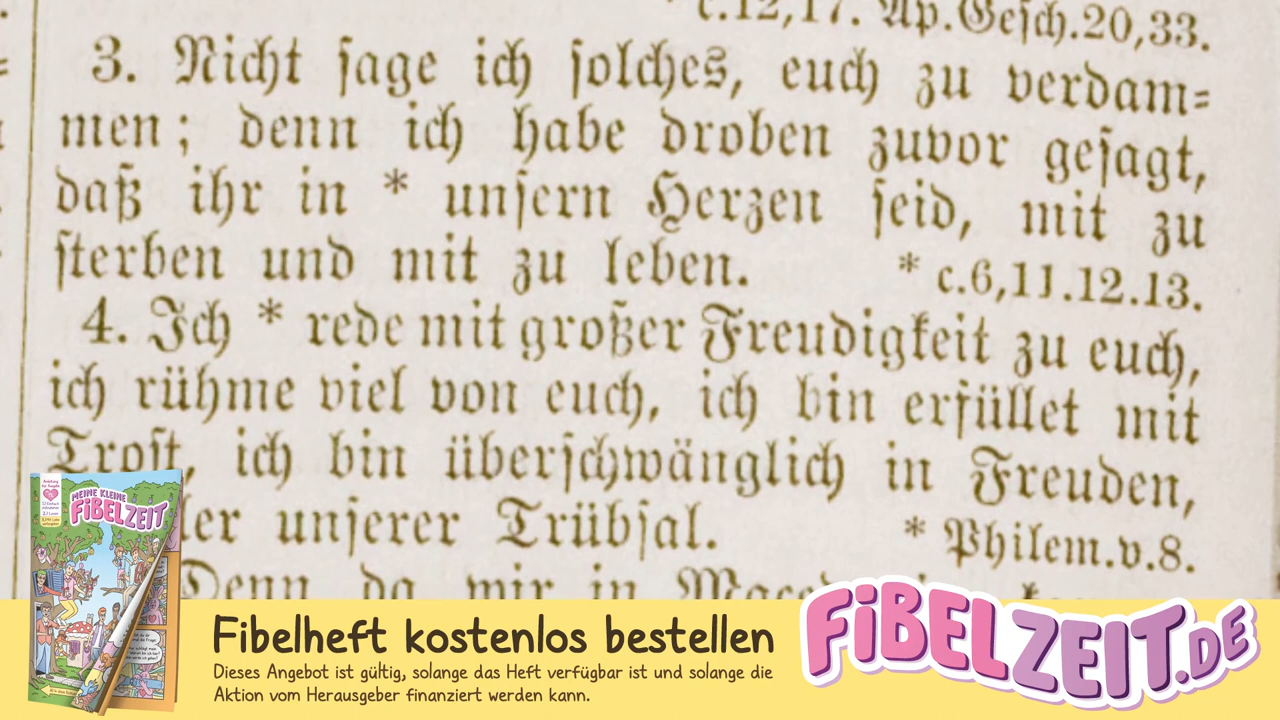 * c.12,17. Ap.Gesch.20,33.
3. Nicht sage ich solches, euch zu verdam=
men; denn ich habe droben zuvor gesagt,
daß ihr in * unsern Herzen seid, mit zu
sterben und mit zu leben. * c.6,11.12.13.
4. Ich * rede mit großer Freudigkeit zu euch,
ich rühme viel von euch, ich bin erfüllet mit
Trost, ich bin überschwänglich in Freuden,
unserer Trübsal. * Philem.v.8.
Denn da wir in
MEINE KLEINE
FiBELZEIT
Fibelheft kostenlos bestellen
Dieses Angebot ist gültig, solange das Heft verfügbar ist und solange die
Aktion vom Herausgeber finanziert werden kann.
FiBELZEIT.DE